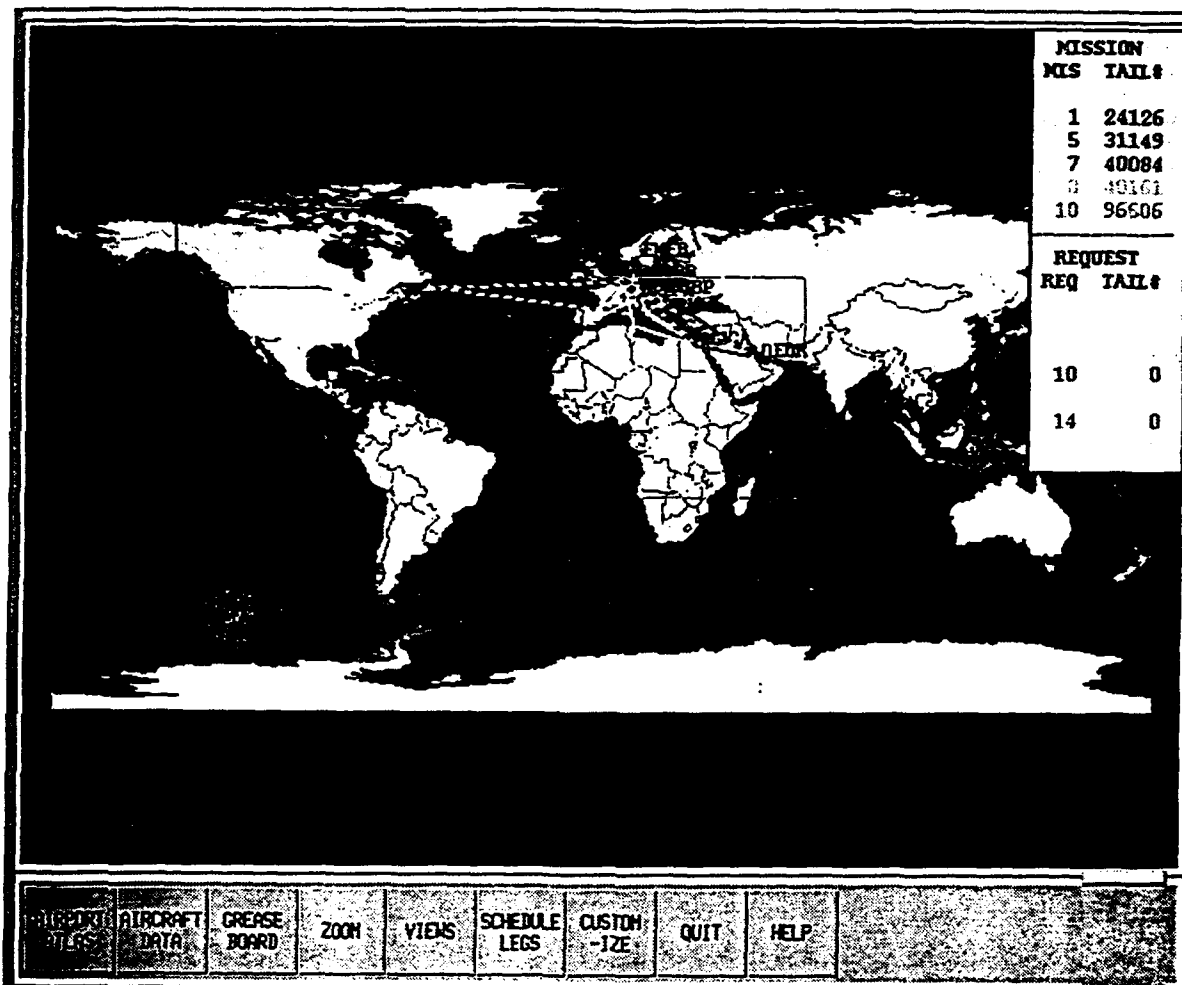 MISSION
MIS TAIL#
1 24126
5 31149
7 40084
40161
10 96606
REQUEST
REQ TAIL#
10 0
14 0
AIRPORT ATLAS
AIRCRAFT DATA
GREASE BOARD
ZOOM
VIEWS
SCHEDULE LEGS
CUSTOM -IZE
QUIT
HELP